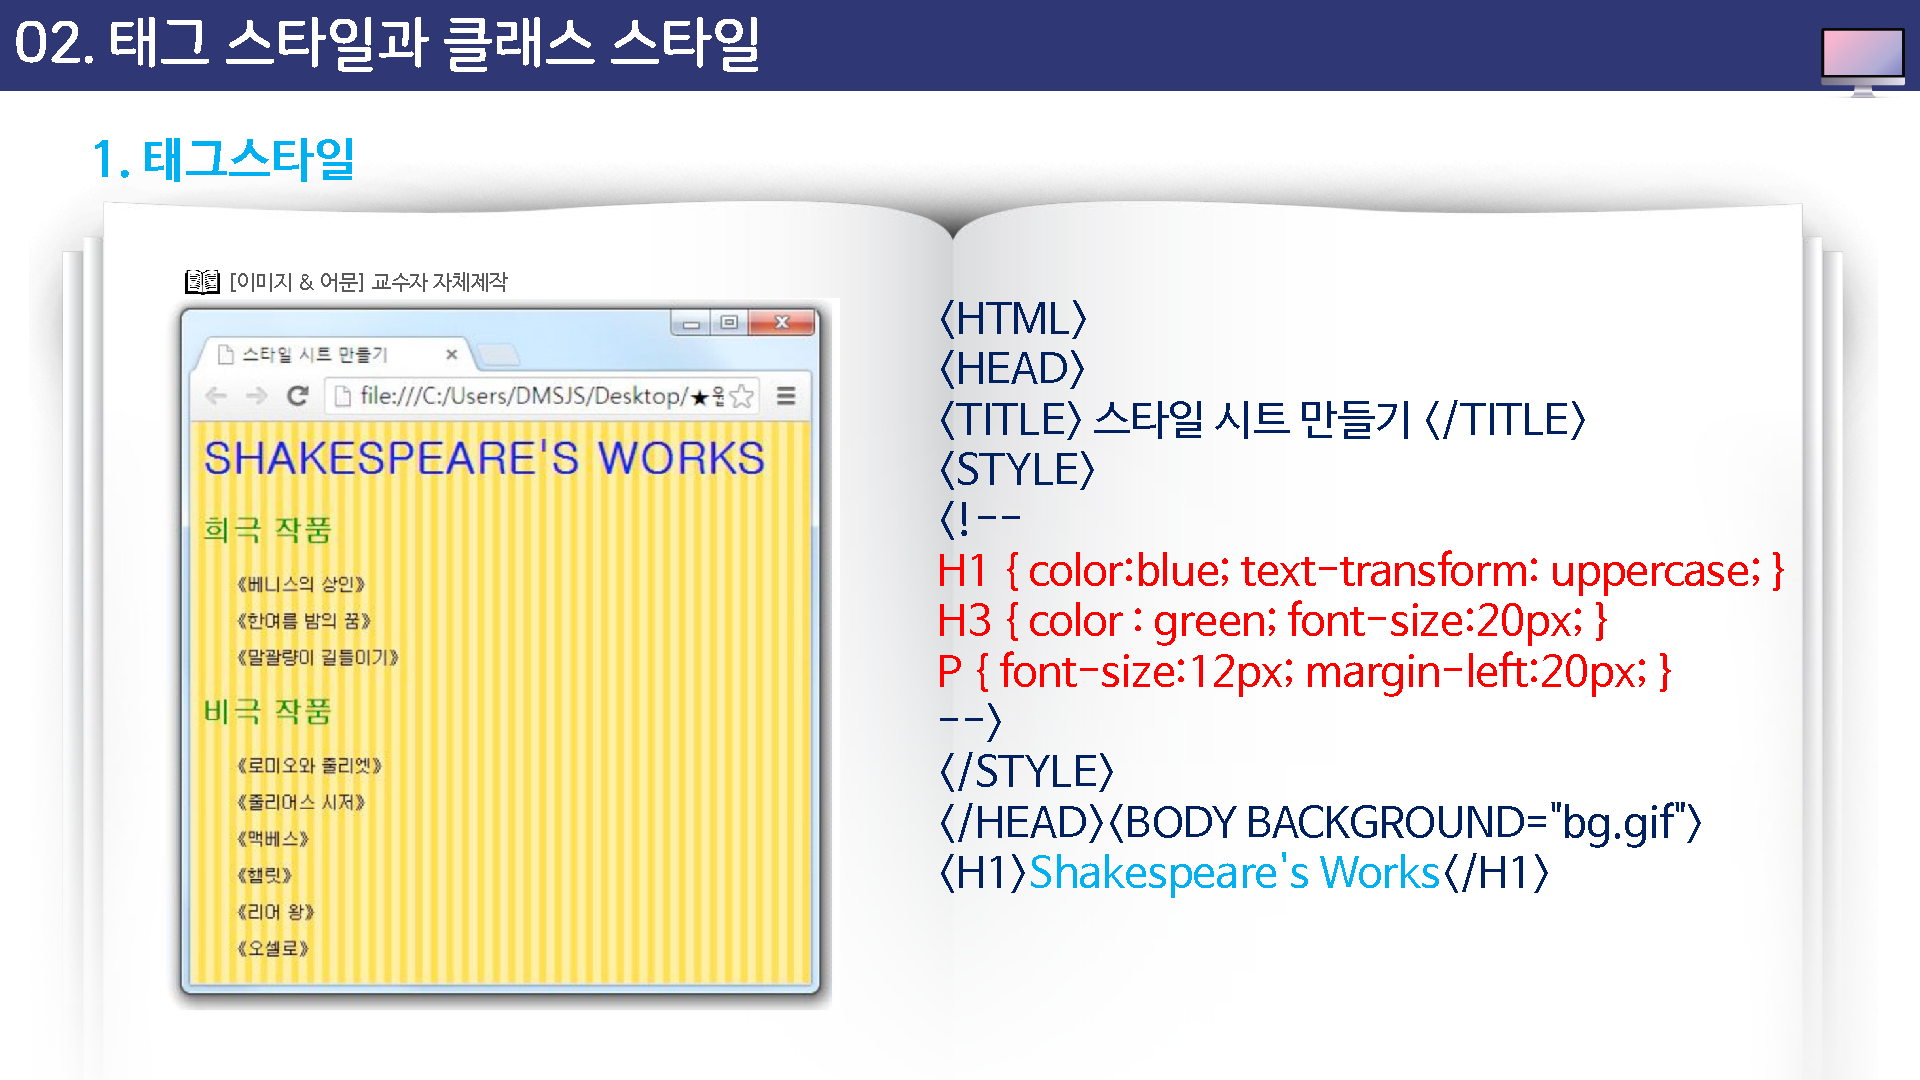 02. 태그 스타일과 클래스 스타일
1. 태그스타일
[이미지 & 어문] 교수자 자체제작
스타일 시트 만들기
file:///C:/Users/DMSJS/Desktop/★
SHAKESPEARE'S WORKS
희극 작품
《베니스의 상인》
《한여름 밤의 꿈》
《말괄량이 길들이기》
비극 작품
《로미오와 줄리엣》
《줄리어스 시저》
《맥베스》
《햄릿》
《리어 왕》
《오셀로》
<HTML>
<HEAD>
<TITLE> 스타일 시트 만들기 </TITLE>
<STYLE>
<!--
H1 { color:blue; text-transform: uppercase; }
H3 { color : green; font-size:20px; }
P { font-size:12px; margin-left:20px; }
-->
</STYLE>
</HEAD><BODY BACKGROUND="bg.gif">
<H1>Shakespeare's Works</H1>